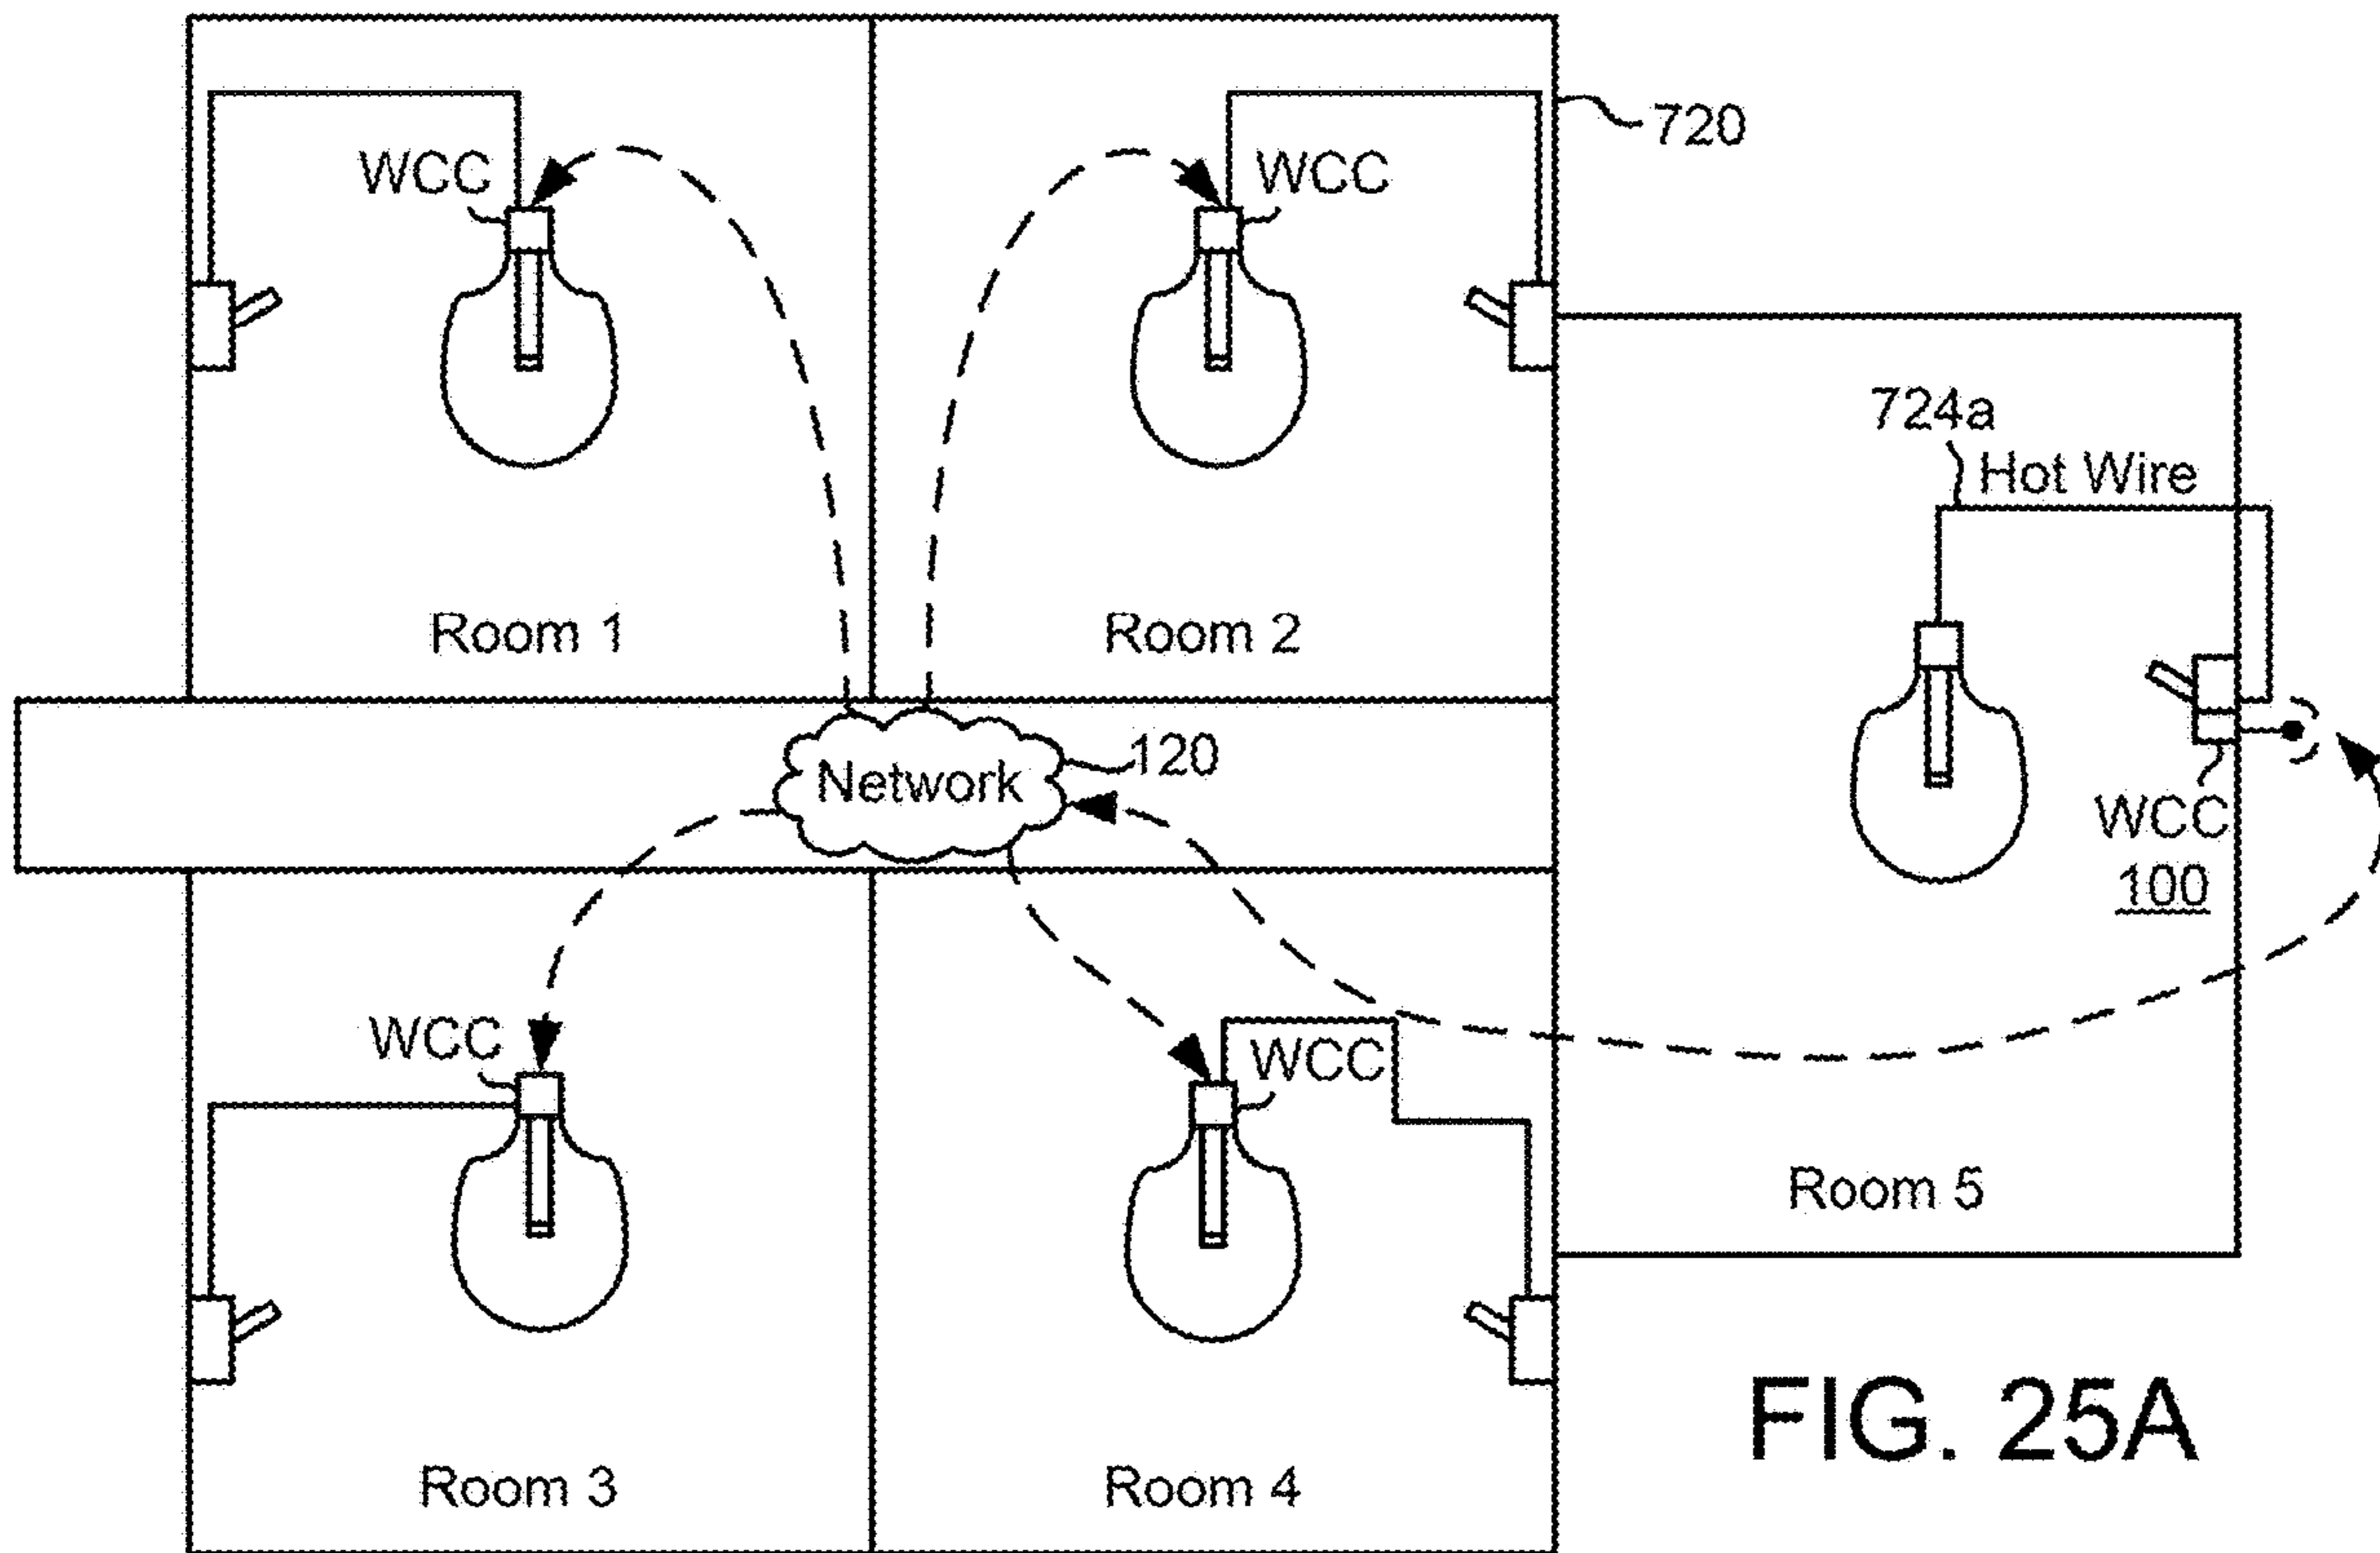 720
WCC
WCC
724a
Hot Wire
Room 1
Room 2
Network
120
WCC
100
WCC
WCC
Room 5
Room 3
Room 4
FIG. 25A